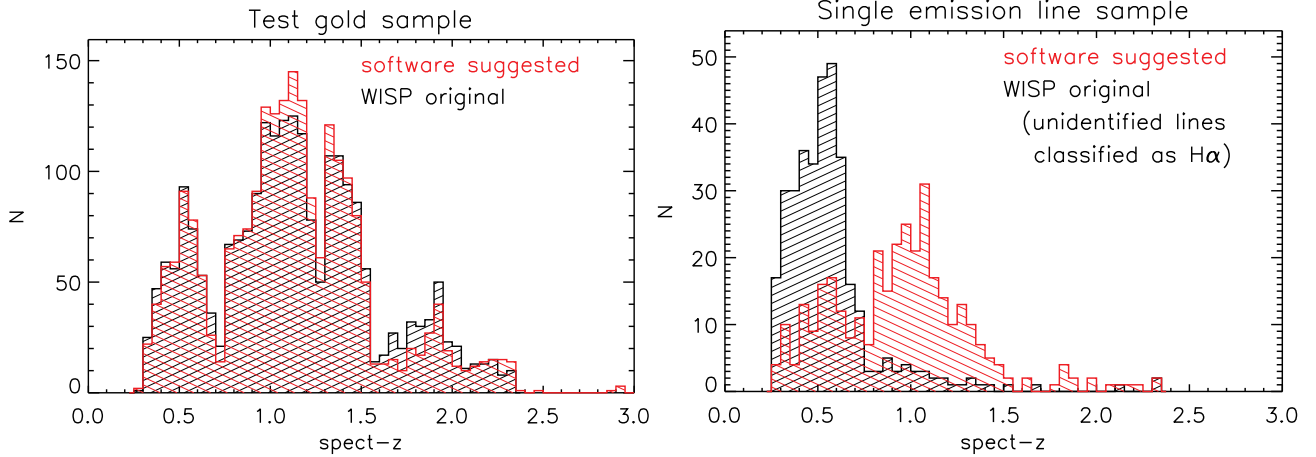 Test gold sample
software suggested
WISP original
N
150
100
50
0
0.0 0.5 1.0 1.5 2.0 2.5 3.0
spect-z
Single emission line sample
software suggested
WISP original
(unidentified lines
classified as Hα)
N
50
40
30
20
10
0
0.0 0.5 1.0 1.5 2.0 2.5 3.0
spect-z